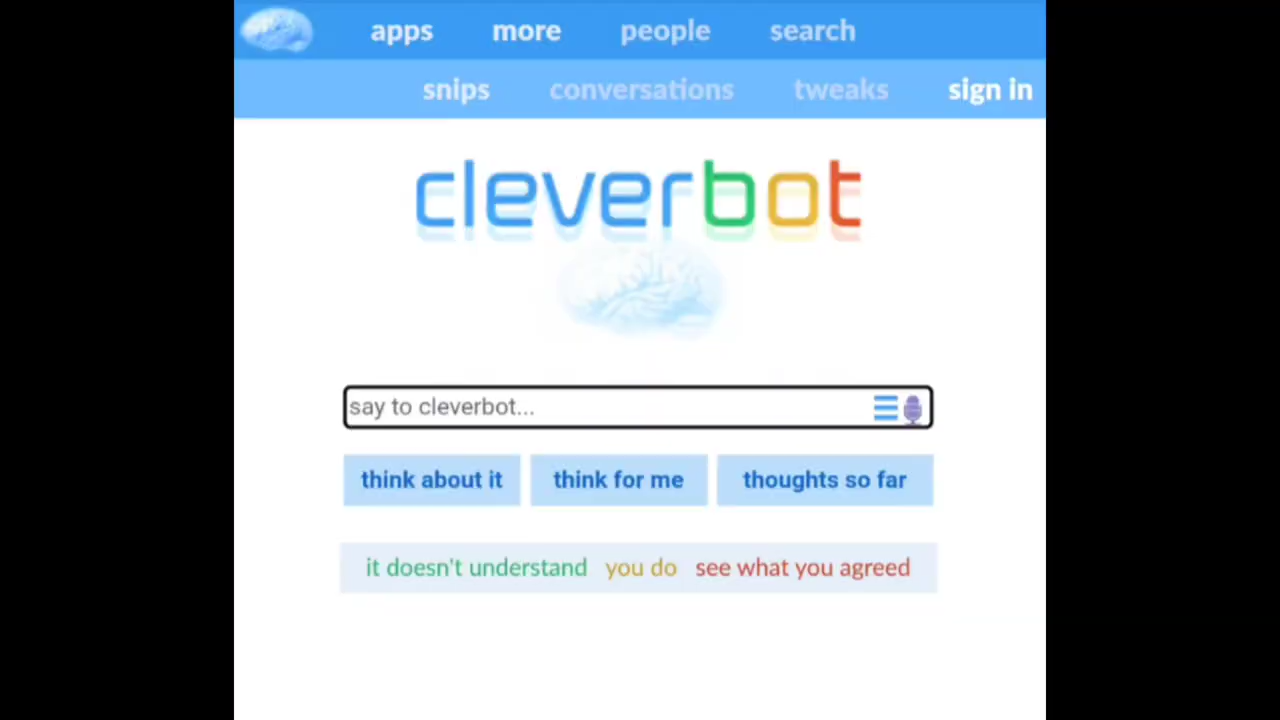 apps more people search
snips conversations tweaks sign in
cleverbot
say to cleverbot...
think about it think for me thoughts so far
it doesn't understand you do see what you agreed